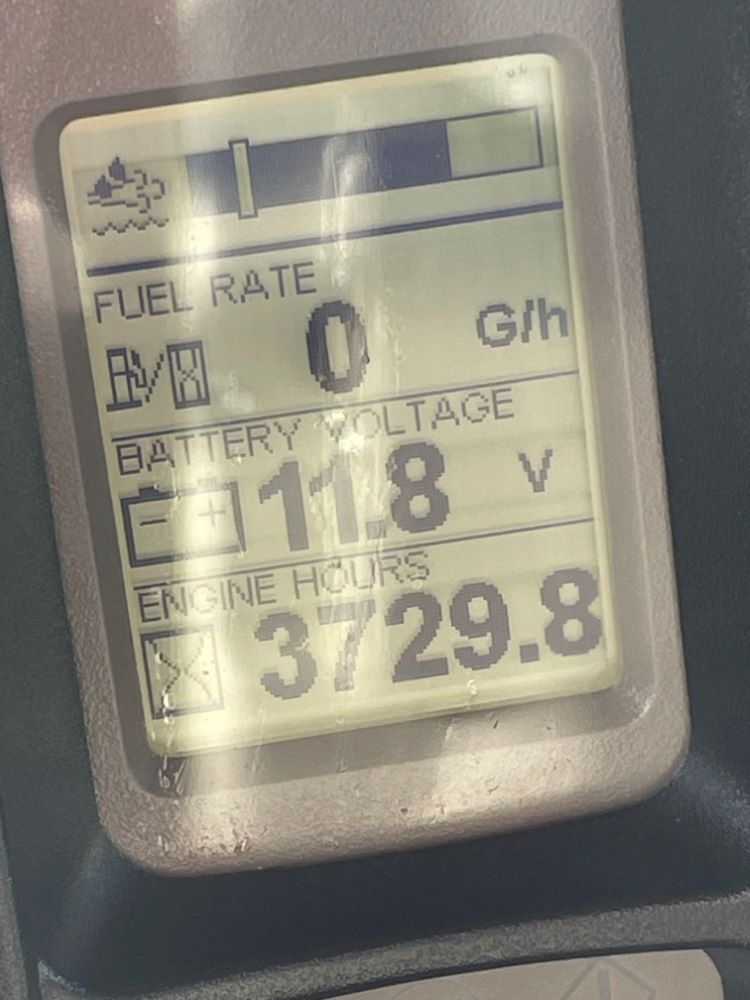 FUEL RATE
0 G/h
BATTERY VOLTAGE
- + 11.8 V
ENGINE HOURS
3729.8